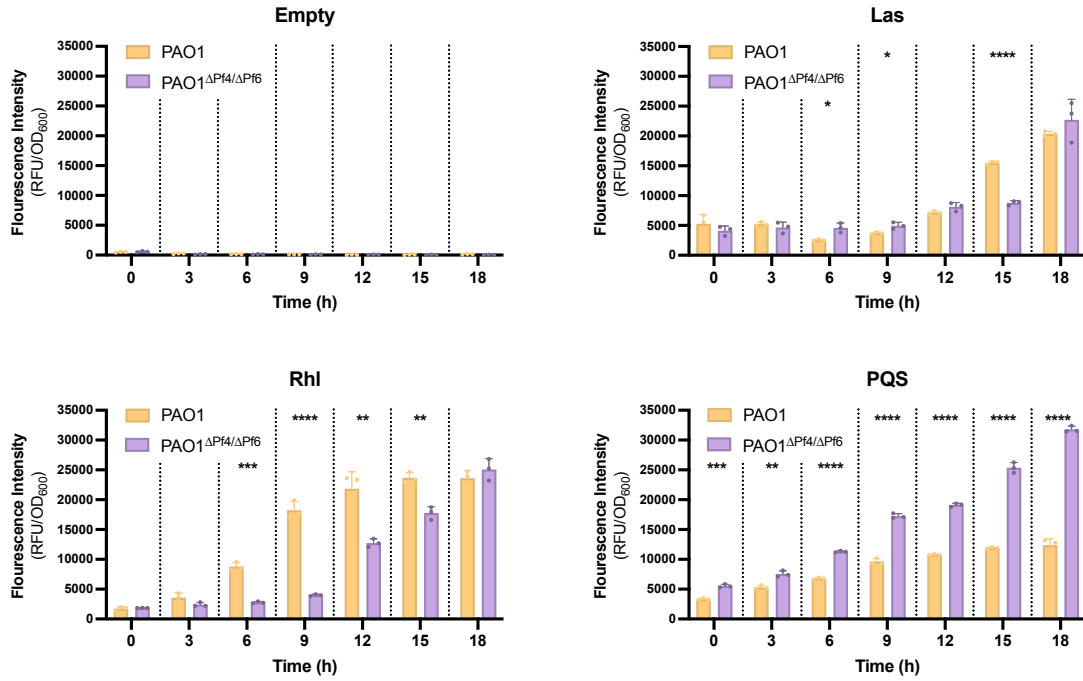 Empty
35000
30000
25000
20000
15000
10000
5000
0
Flourescence Intensity
(RFU/OD600)
PAO1
PAO1ΔPf4/ΔPf6
0 3 6 9 12 15 18
Time (h)
Las
35000
30000
25000
20000
15000
10000
5000
0
Flourescence Intensity
(RFU/OD600)
PAO1
PAO1ΔPf4/ΔPf6
* ****
*
0 3 6 9 12 15 18
Time (h)
Rhl
35000
30000
25000
20000
15000
10000
5000
0
Flourescence Intensity
(RFU/OD600)
PAO1
PAO1ΔPf4/ΔPf6
**** ** **
***
0 3 6 9 12 15 18
Time (h)
PQS
35000
30000
25000
20000
15000
10000
5000
0
Flourescence Intensity
(RFU/OD600)
PAO1
PAO1ΔPf4/ΔPf6
**** **** **** ****
*** ** ****
0 3 6 9 12 15 18
Time (h)